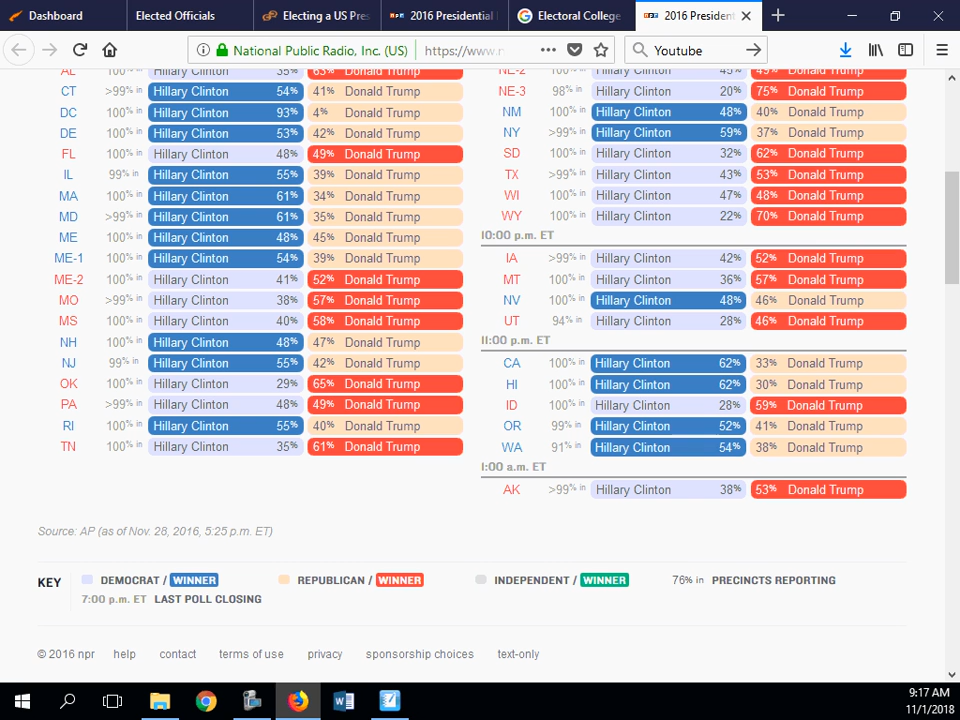 Dashboard Elected Officials Electing a US Pres 2016 Presidential Electoral College 2016 President
National Public Radio, Inc. (US) https://www.n Youtube
AL 100% in Hillary Clinton 35% 63% Donald Trump
CT >99% in Hillary Clinton 54% 41% Donald Trump
DC 100% in Hillary Clinton 93% 4% Donald Trump
DE 100% in Hillary Clinton 53% 42% Donald Trump
FL 100% in Hillary Clinton 48% 49% Donald Trump
IL 99% in Hillary Clinton 55% 39% Donald Trump
MA 100% in Hillary Clinton 61% 34% Donald Trump
MD >99% in Hillary Clinton 61% 35% Donald Trump
ME 100% in Hillary Clinton 48% 45% Donald Trump
ME-1 100% in Hillary Clinton 54% 39% Donald Trump
ME-2 100% in Hillary Clinton 41% 52% Donald Trump
MO >99% in Hillary Clinton 38% 57% Donald Trump
MS 100% in Hillary Clinton 40% 58% Donald Trump
NH 100% in Hillary Clinton 48% 47% Donald Trump
NJ 99% in Hillary Clinton 55% 42% Donald Trump
OK 100% in Hillary Clinton 29% 65% Donald Trump
PA >99% in Hillary Clinton 48% 49% Donald Trump
RI 100% in Hillary Clinton 55% 40% Donald Trump
TN 100% in Hillary Clinton 35% 61% Donald Trump
NE-2 100% in Hillary Clinton 45% 49% Donald Trump
NE-3 98% in Hillary Clinton 20% 75% Donald Trump
NM 100% in Hillary Clinton 48% 40% Donald Trump
NY >99% in Hillary Clinton 59% 37% Donald Trump
SD 100% in Hillary Clinton 32% 62% Donald Trump
TX >99% in Hillary Clinton 43% 53% Donald Trump
WI 100% in Hillary Clinton 47% 48% Donald Trump
WY 100% in Hillary Clinton 22% 70% Donald Trump
10:00 p.m. ET
IA >99% in Hillary Clinton 42% 52% Donald Trump
MT 100% in Hillary Clinton 36% 57% Donald Trump
NV 100% in Hillary Clinton 48% 46% Donald Trump
UT 94% in Hillary Clinton 28% 46% Donald Trump
11:00 p.m. ET
CA 100% in Hillary Clinton 62% 33% Donald Trump
HI 100% in Hillary Clinton 62% 30% Donald Trump
ID 100% in Hillary Clinton 28% 59% Donald Trump
OR 99% in Hillary Clinton 52% 41% Donald Trump
WA 91% in Hillary Clinton 54% 38% Donald Trump
1:00 a.m. ET
AK >99% in Hillary Clinton 38% 53% Donald Trump
Source: AP (as of Nov. 28, 2016, 5:25 p.m. ET)
KEY DEMOCRAT / WINNER REPUBLICAN / WINNER INDEPENDENT / WINNER 76% in PRECINCTS REPORTING
7:00 p.m. ET LAST POLL CLOSING
© 2016 npr help contact terms of use privacy sponsorship choices text-only
9:17 AM
11/1/2018